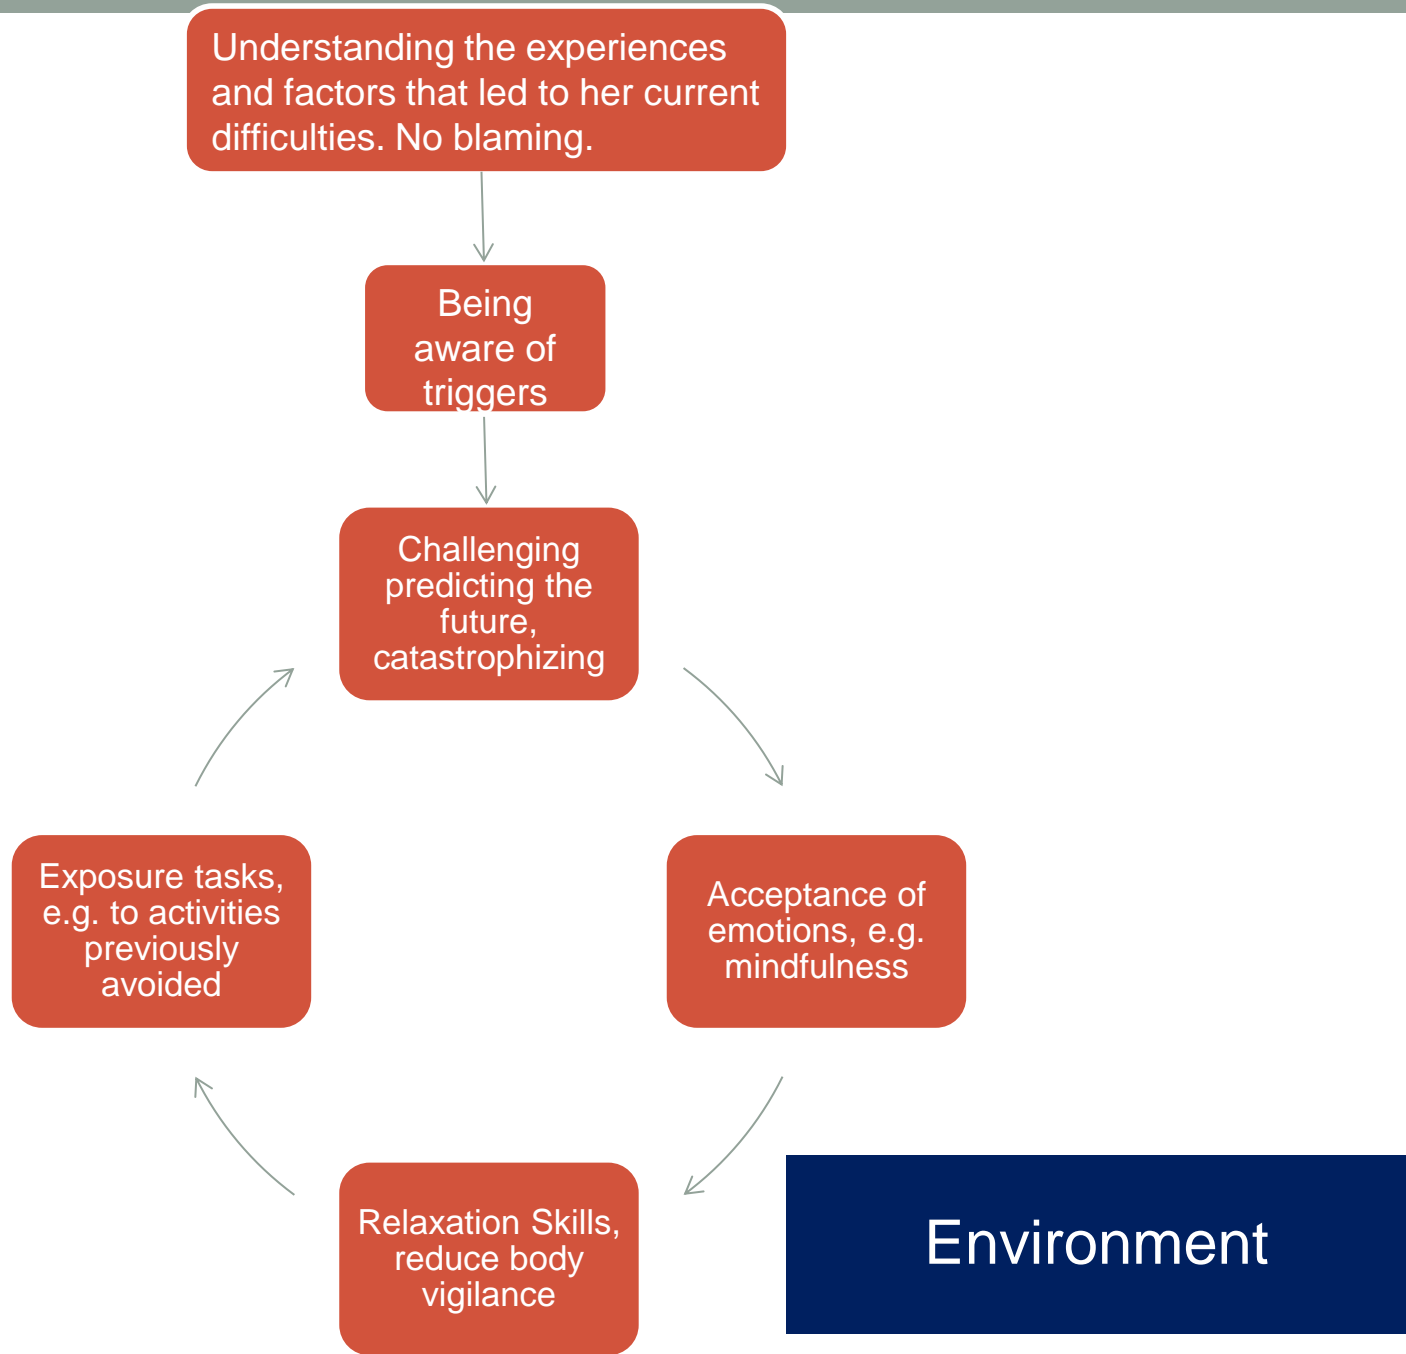 Understanding the experiences
and factors that led to her current
difficulties. No blaming.
Being
aware of
triggers
Challenging
predicting the
future,
catastrophizing
Exposure tasks,
e.g. to activities
previously
avoided
Acceptance of
emotions, e.g.
mindfulness
Relaxation Skills,
reduce body
vigilance
Environment